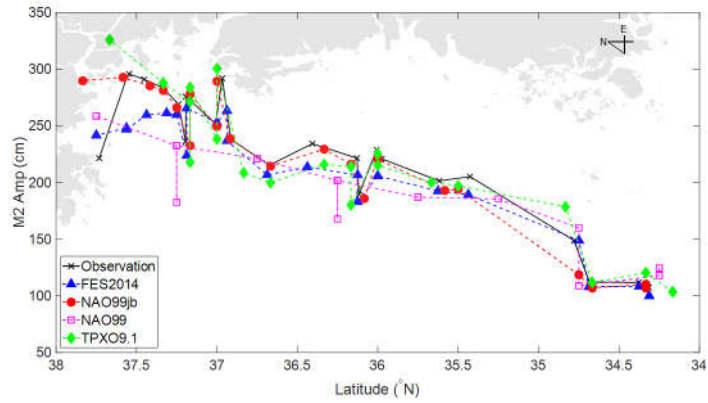 350
300
250
200
150
100
50
M2 Amp (cm)
E
N
Observation
FES2014
NAO99jb
NAO99
TPXO9.1
38 37.5 37 36.5 36 35.5 35 34.5 34
Latitude (°N)